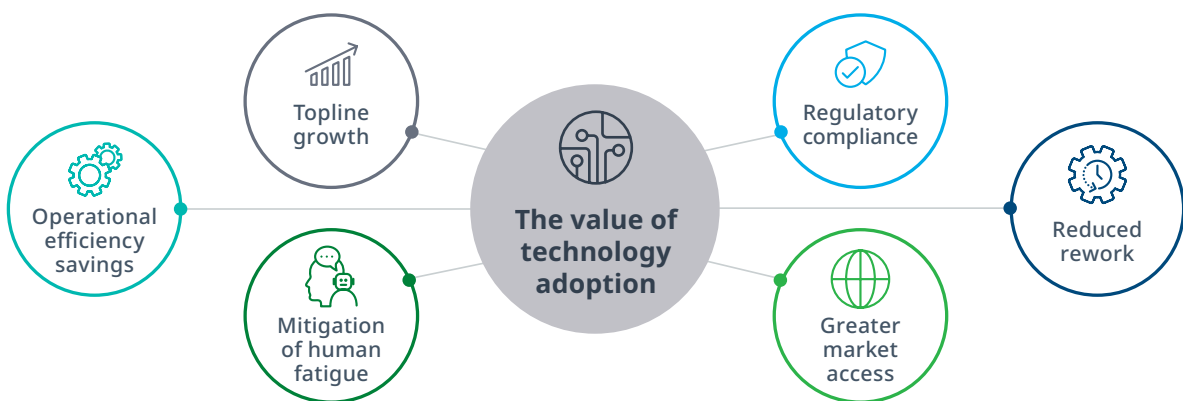 Topline
growth
Regulatory
compliance
Operational
efficiency
savings
The value of
technology
adoption
Reduced
rework
Mitigation
of human
fatigue
Greater
market
access